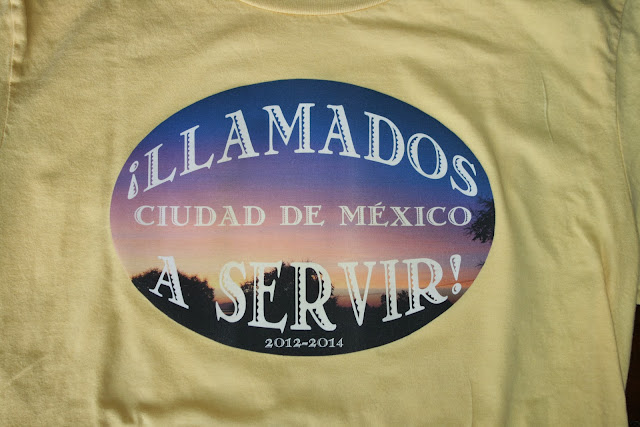 ¡LLAMADOS
CIUDAD DE MÉXICO
A SERVIR!
2012-2014